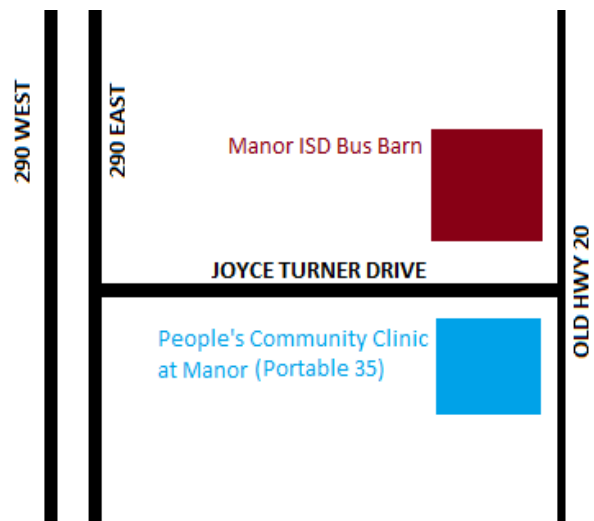 290 WEST
290 EAST
Manor ISD Bus Barn
JOYCE TURNER DRIVE
OLD HWY 20
People's Community Clinic
at Manor (Portable 35)